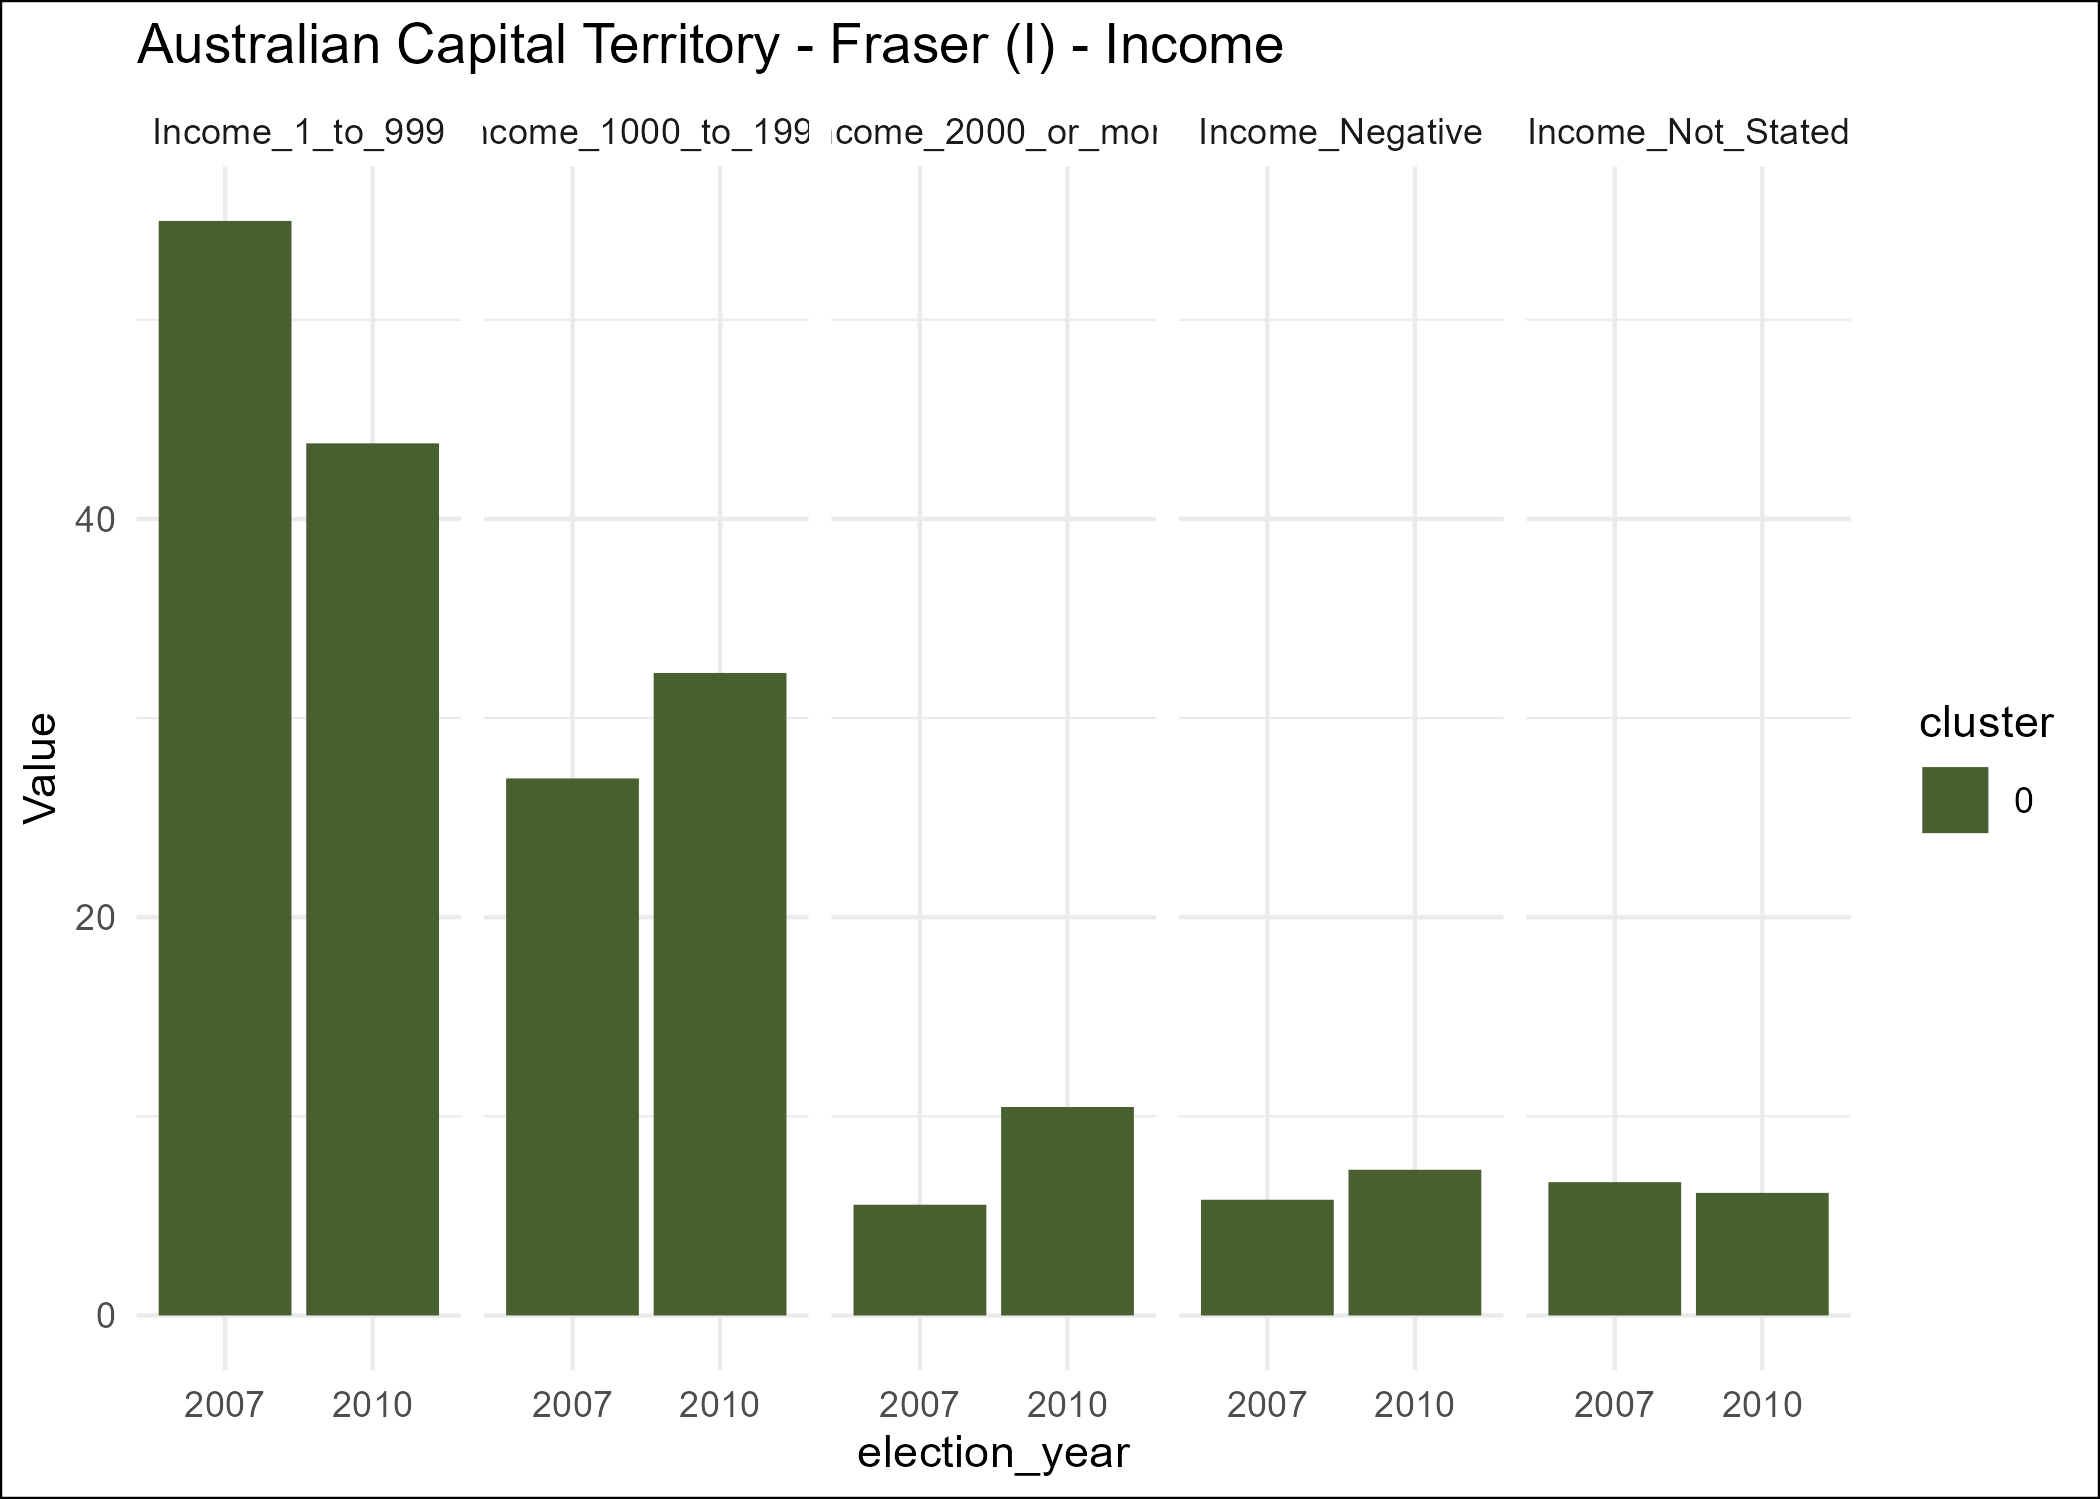 Australian Capital Territory - Fraser (I) - Income
Income_1_to_999 ncome_1000_to_199 come_2000_or_mor Income_Negative Income_Not_Stated
40
20
0
Value
2007 2010 2007 2010 2007 2010 2007 2010 2007 2010
election_year
cluster
0